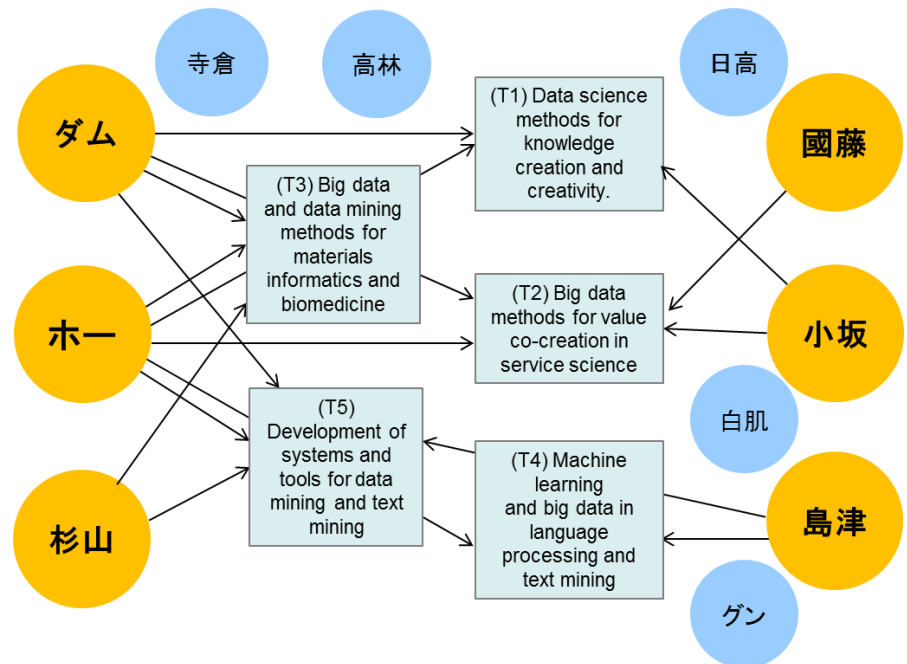 寺倉
高林
日高
ダム
國藤
(T1) Data science
methods for
knowledge
creation and
creativity.
(T3) Big data
and data mining
methods for
materials
informatics and
biomedicine
(T2) Big data
methods for value
co-creation in
service science
ホー
小坂
白肌
(T5)
Development of
systems and
tools for data
mining and text
mining
(T4) Machine
learning
and big data in
language
processing and
text mining
杉山
島津
グン